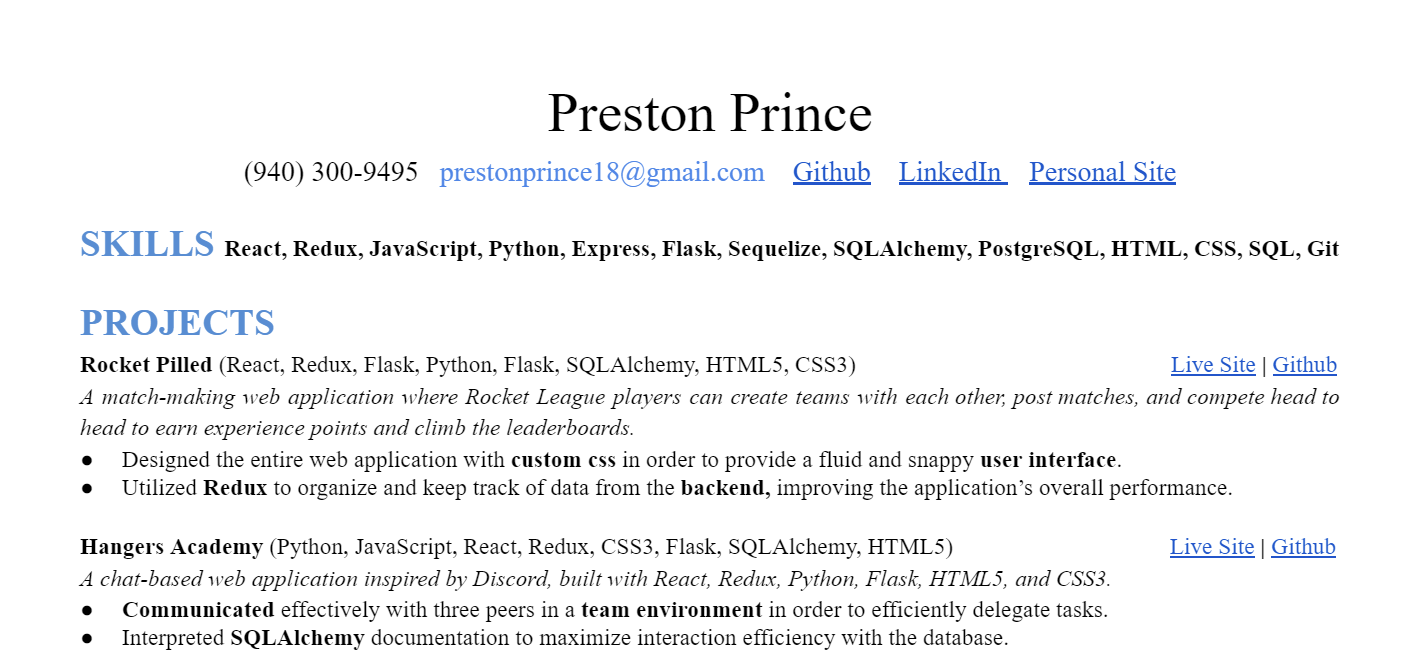 Preston Prince
(940) 300-9495 prestonprince18@gmail.com Github LinkedIn Personal Site
SKILLS React, Redux, JavaScript, Python, Express, Flask, Sequelize, SQLAlchemy, PostgreSQL, HTML, CSS, SQL, Git
PROJECTS
Rocket Pilled (React, Redux, Flask, Python, Flask, SQLAlchemy, HTML5, CSS3) Live Site | Github
A match-making web application where Rocket League players can create teams with each other, post matches, and compete head to
head to earn experience points and climb the leaderboards.
● Designed the entire web application with custom css in order to provide a fluid and snappy user interface.
● Utilized Redux to organize and keep track of data from the backend, improving the application’s overall performance.
Hangers Academy (Python, JavaScript, React, Redux, CSS3, Flask, SQLAlchemy, HTML5) Live Site | Github
A chat-based web application inspired by Discord, built with React, Redux, Python, Flask, HTML5, and CSS3.
● Communicated effectively with three peers in a team environment in order to efficiently delegate tasks.
● Interpreted SQLAlchemy documentation to maximize interaction efficiency with the database.